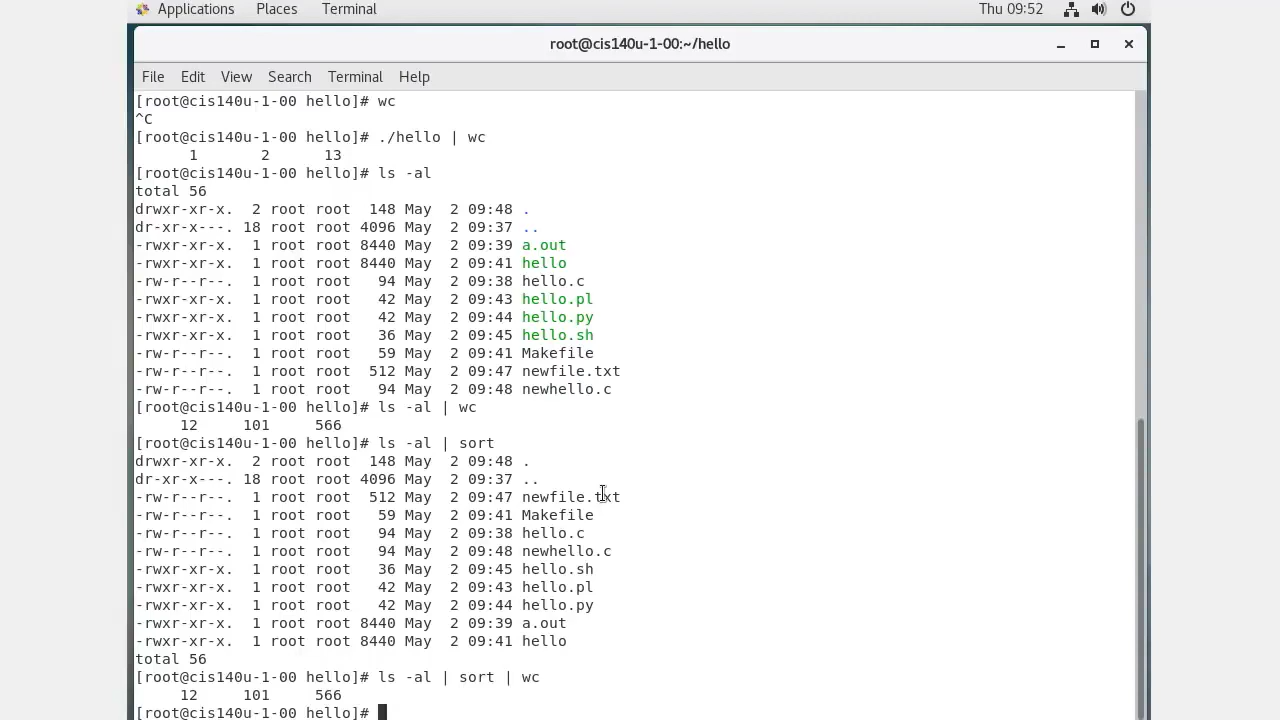 Applications Places Terminal Thu 09:52
root@cis140u-1-00:~/hello
File Edit View Search Terminal Help
[root@cis140u-1-00 hello]# wc
^C
[root@cis140u-1-00 hello]# ./hello | wc
      1       2      13
[root@cis140u-1-00 hello]# ls -al
total 56
drwxr-xr-x.  2 root root  148 May  2 09:48 .
dr-xr-x---. 18 root root 4096 May  2 09:37 ..
-rwxr-xr-x.  1 root root 8440 May  2 09:39 a.out
-rwxr-xr-x.  1 root root 8440 May  2 09:41 hello
-rw-r--r--.  1 root root   94 May  2 09:38 hello.c
-rwxr-xr-x.  1 root root   42 May  2 09:43 hello.pl
-rwxr-xr-x.  1 root root   42 May  2 09:44 hello.py
-rwxr-xr-x.  1 root root   36 May  2 09:45 hello.sh
-rw-r--r--.  1 root root   59 May  2 09:41 Makefile
-rw-r--r--.  1 root root  512 May  2 09:47 newfile.txt
-rw-r--r--.  1 root root   94 May  2 09:48 newhello.c
[root@cis140u-1-00 hello]# ls -al | wc
     12     101     566
[root@cis140u-1-00 hello]# ls -al | sort
drwxr-xr-x.  2 root root  148 May  2 09:48 .
dr-xr-x---. 18 root root 4096 May  2 09:37 ..
-rw-r--r--.  1 root root  512 May  2 09:47 newfile.txt
-rw-r--r--.  1 root root   59 May  2 09:41 Makefile
-rw-r--r--.  1 root root   94 May  2 09:38 hello.c
-rw-r--r--.  1 root root   94 May  2 09:48 newhello.c
-rwxr-xr-x.  1 root root   36 May  2 09:45 hello.sh
-rwxr-xr-x.  1 root root   42 May  2 09:43 hello.pl
-rwxr-xr-x.  1 root root   42 May  2 09:44 hello.py
-rwxr-xr-x.  1 root root 8440 May  2 09:39 a.out
-rwxr-xr-x.  1 root root 8440 May  2 09:41 hello
total 56
[root@cis140u-1-00 hello]# ls -al | sort | wc
     12     101     566
[root@cis140u-1-00 hello]#